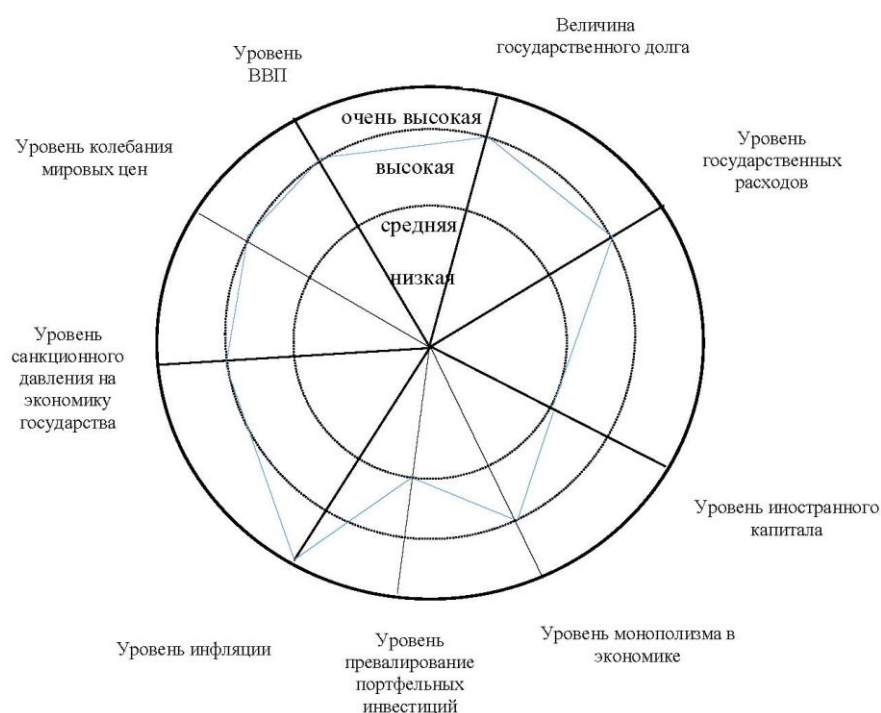 Величина
государственного долга
Уровень
ВВП
очень высокая
Уровень колебания
мировых цен
высокая
Уровень
государственных
расходов
средняя
низкая
Уровень
санкционного
давления на
экономику
государства
Уровень иностранного
капитала
Уровень инфляции
Уровень
превалирование
портфельных
инвестиций
Уровень монополизма в
экономике